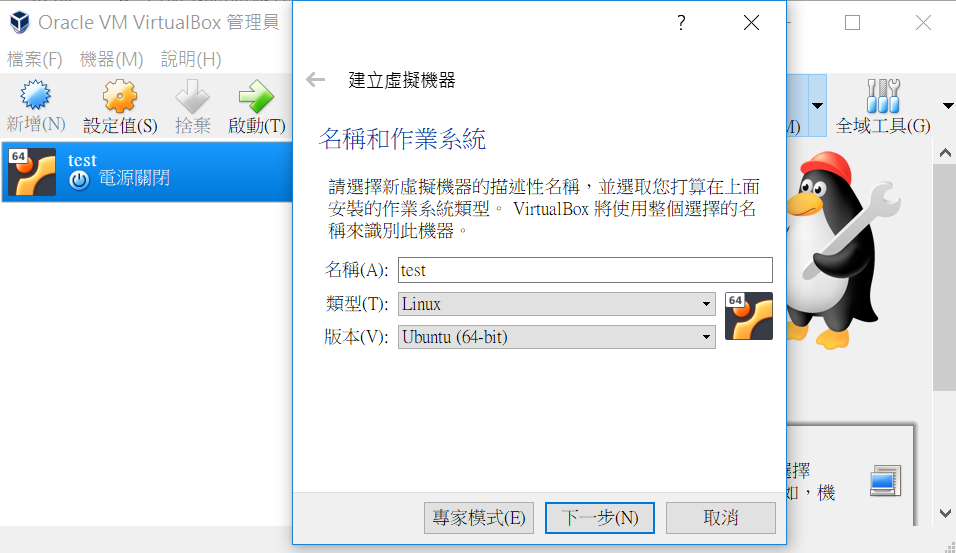 Oracle VM VirtualBox 管理員
檔案(F) 機器(M) 說明(H)
新增(N) 設定值(S) 捨棄 啟動(T)
M) 全域工具(G)
64
test
電源關閉
?
建立虛擬機器
名稱和作業系統
請選擇新虛擬機器的描述性名稱，並選取您打算在上面
安裝的作業系統類型。 VirtualBox 將使用整個選擇的名
稱來識別此機器。
名稱(A): test
類型(T): Linux
64
版本(V): Ubuntu (64-bit)
選擇
如，機
專家模式(E) 下一步(N) 取消